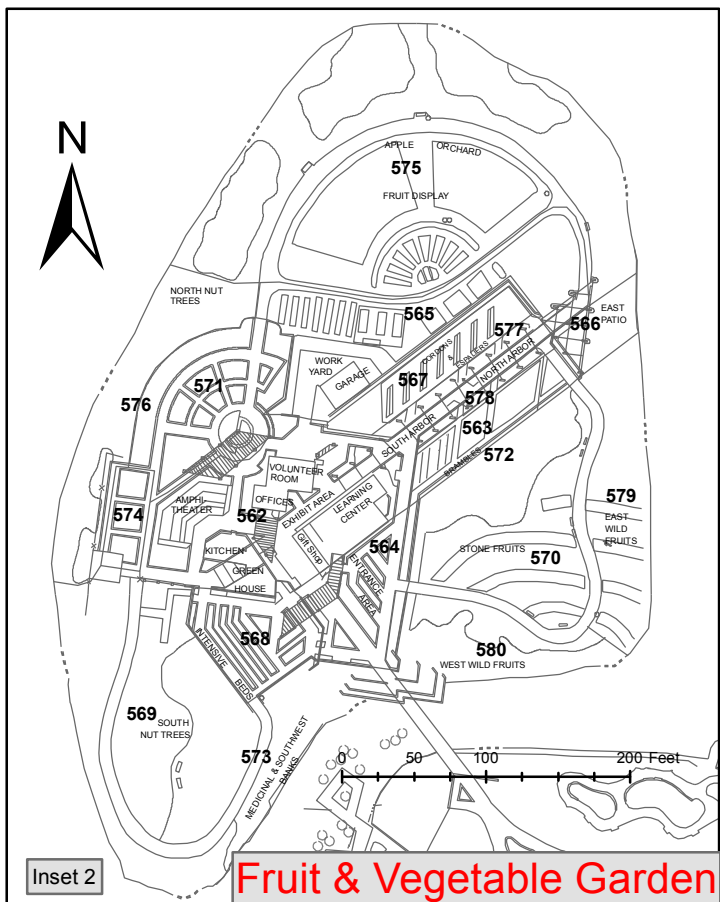 N
APPLE ORCHARD
575
FRUIT DISPLAY
NORTH NUT
TREES
565
EAST
PATIO
566
577
CORDONS
&
ESPALIERS
NORTH ARBOR
WORK
YARD
GARAGE
567
571
576
578
SOUTH ARBOR
563
BRAMBLES
572
VOLUNTEER
ROOM
OFFICES
EXHIBIT AREA
LEARNING
CENTER
579
EAST
WILD
FRUITS
AMPHI-
THEATER
574
562
Gift Shop
564
STONE FRUITS
570
KITCHEN
GREEN
HOUSE
ENTRANCE
AREA
568
INTENSIVE
BEDS
580
WEST WILD FRUITS
569
SOUTH
NUT TREES
573
MEDICINAL & SOUTHWEST
BANKS
0 50 100 200 Feet
Inset 2
Fruit & Vegetable Garden